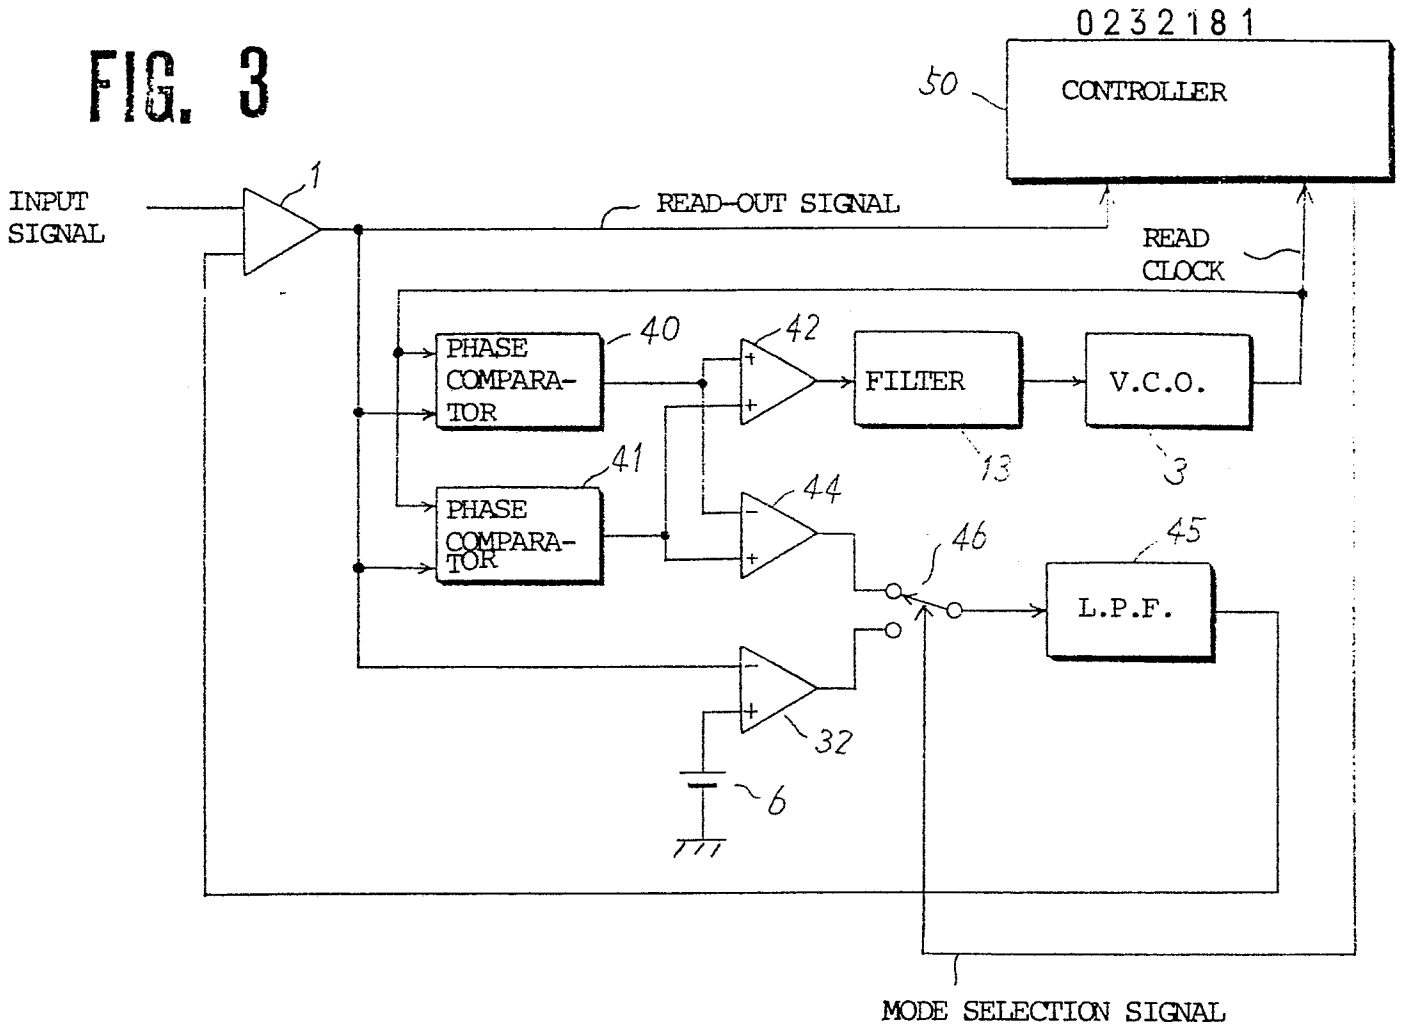 0232181
FIG. 3
50
CONTROLLER
1
INPUT
SIGNAL
READ-OUT SIGNAL
READ
CLOCK
PHASE
COMPARA-
TOR
40
+
+
42
FILTER
13
V.C.O.
3
PHASE
COMPARA-
TOR
41
-
+
44
46
L.P.F.
45
-
+
32
6
MODE SELECTION SIGNAL